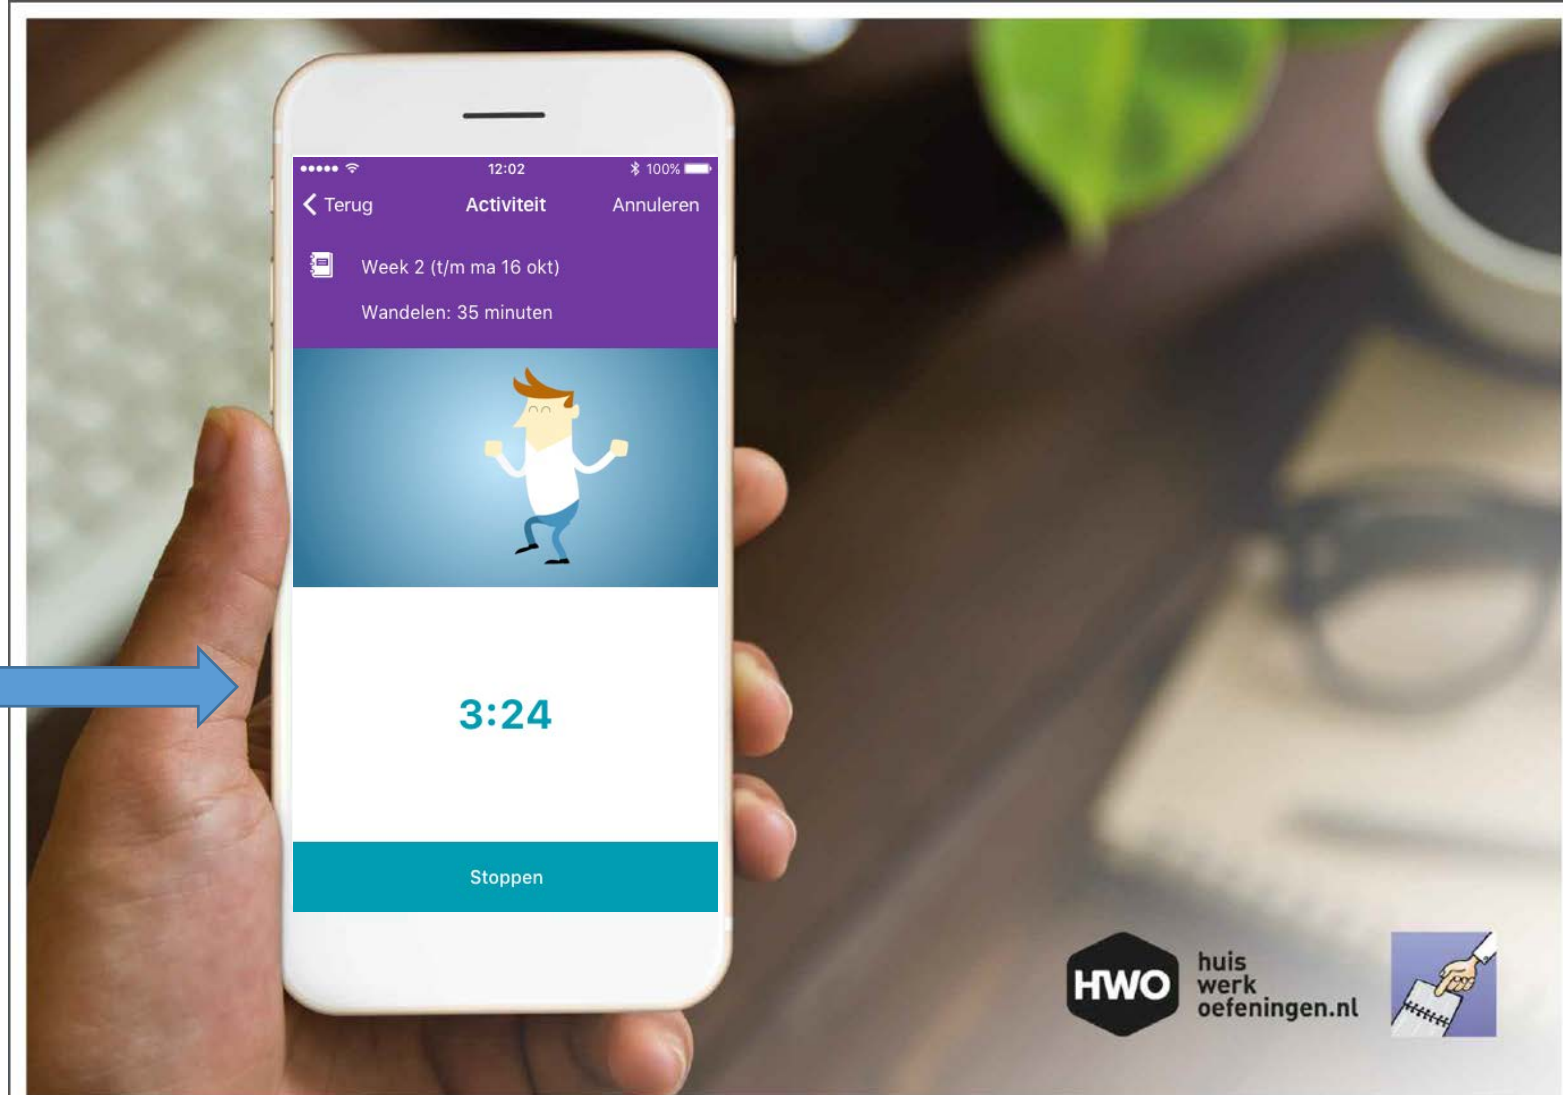 12:02
100%
Terug
Activiteit
Annuleren
Week 2 (t/m ma 16 okt)
Wandelen: 35 minuten
3:24
Stoppen
HWO
huis
werk
oefeningen.nl